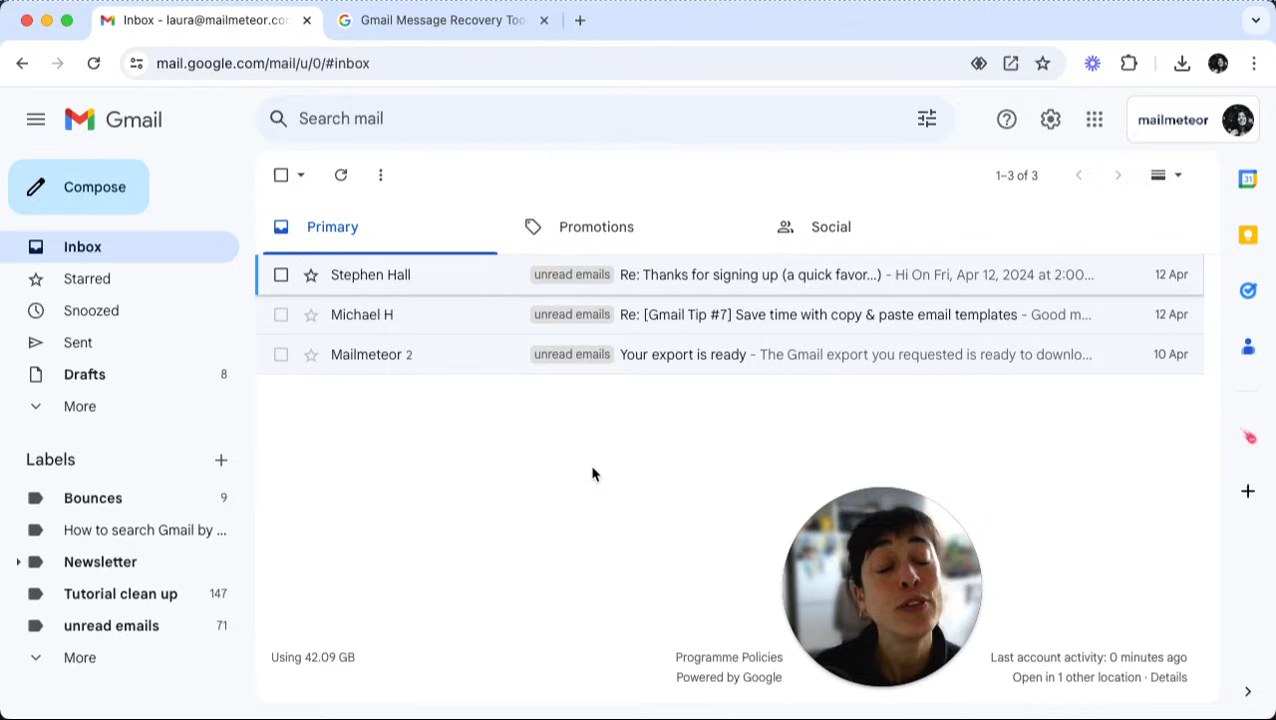 Inbox - laura@mailmeteor.co
Gmail Message Recovery Too
mail.google.com/mail/u/0/#inbox
Gmail
Search mail
mailmeteor
Compose
1–3 of 3
Inbox
Starred
Snoozed
Sent
Drafts 8
More
Labels
Bounces 9
How to search Gmail by ...
Newsletter
Tutorial clean up 147
unread emails 71
More
Primary
Promotions
Social
Stephen Hall unread emails Re: Thanks for signing up (a quick favor...) - Hi On Fri, Apr 12, 2024 at 2:00... 12 Apr
Michael H unread emails Re: [Gmail Tip #7] Save time with copy & paste email templates - Good m... 12 Apr
Mailmeteor 2 unread emails Your export is ready - The Gmail export you requested is ready to downlo... 10 Apr
31
Using 42.09 GB
Programme Policies
Powered by Google
Last account activity: 0 minutes ago
Open in 1 other location · Details